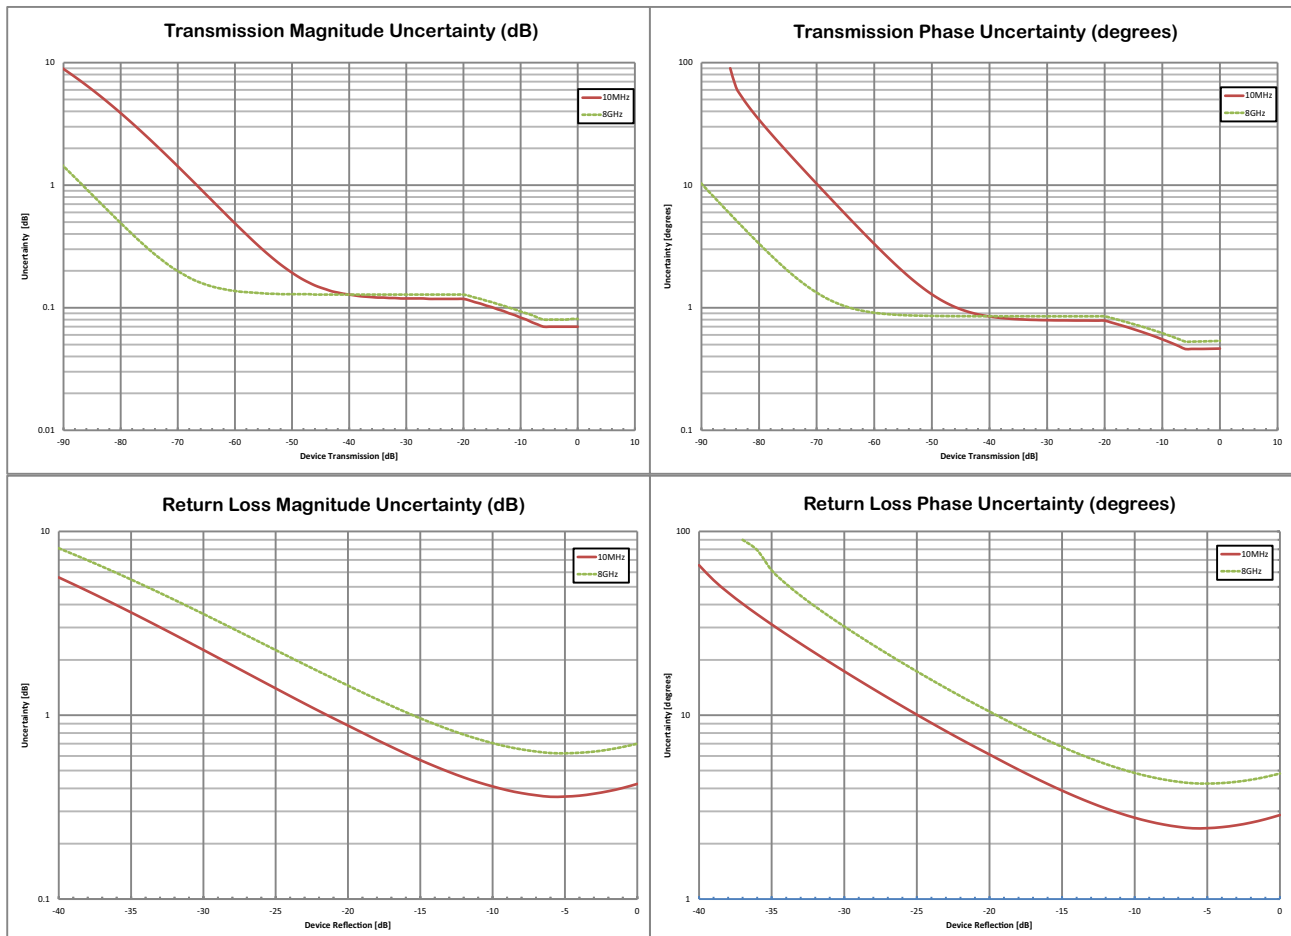 Transmission Magnitude Uncertainty (dB)
10
1
0.1
0.01
Uncertainty [dB]
10MHz
8GHz
-90 -80 -70 -60 -50 -40 -30 -20 -10 0 10
Device Transmission [dB]
Transmission Phase Uncertainty (degrees)
100
10
1
0.1
Uncertainty [degrees]
10MHz
8GHz
-90 -80 -70 -60 -50 -40 -30 -20 -10 0 10
Device Transmission [dB]
Return Loss Magnitude Uncertainty (dB)
10
1
0.1
Uncertainty [dB]
10MHz
8GHz
-40 -35 -30 -25 -20 -15 -10 -5 0
Device Reflection [dB]
Return Loss Phase Uncertainty (degrees)
100
10
1
Uncertainty [degrees]
10MHz
8GHz
-40 -35 -30 -25 -20 -15 -10 -5 0
Device Reflection [dB]